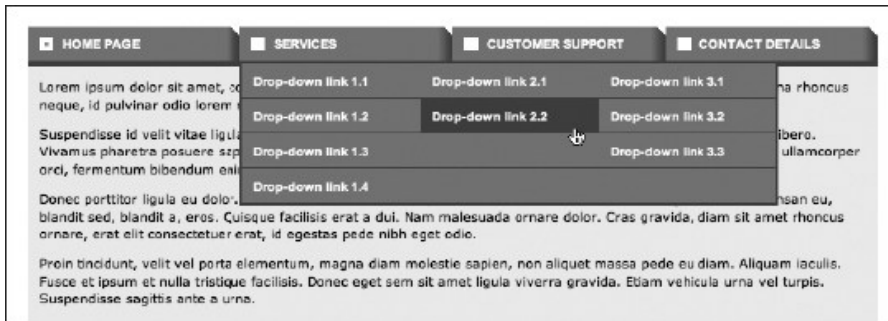 HOME PAGE SERVICES CUSTOMER SUPPORT CONTACT DETAILS
Drop-down link 1.1 Drop-down link 2.1 Drop-down link 3.1
Drop-down link 1.2 Drop-down link 2.2 Drop-down link 3.2
Drop-down link 1.3 Drop-down link 3.3
Drop-down link 1.4
Lorem ipsum dolor sit amet, rhoncus
neque, id pulvinar odio lorem
Suspendisse id velit vitae ligula
Vivamus pharetra posuere ullamcorper
orci, fermentum bibendum
Donec porttitor ligula eu dolor. eu,
blandit sed, blandit a, eros. Quisque facilisis erat a dui. Nam malesuada ornare dolor. Cras gravida, diam sit amet rhoncus
ornare, erat elit consectetuer erat, id egestas pede nibh eget odio.
Proin tincidunt, velit vel porta elementum, magna diam molestie sapien, non aliquet massa pede eu diam. Aliquam iaculis.
Fusce et ipsum et nulla tristique facilisis. Donec eget sem sit amet ligula viverra gravida. Etiam vehicula urna vel turpis.
Suspendisse sagittis ante a urna.